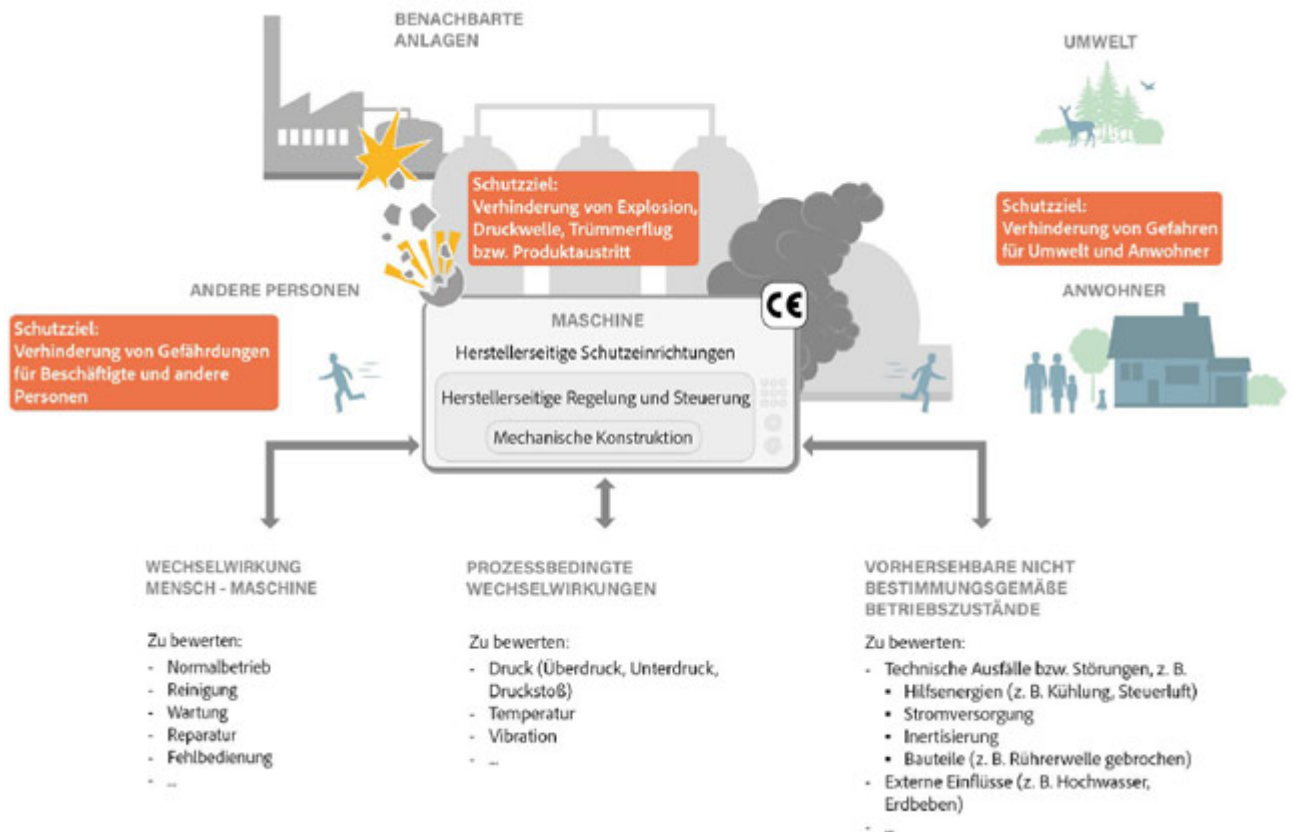 BENACHBARTE
ANLAGEN
UMWELT
Schutzziel:
Verhinderung von Explosion,
Druckwelle, Trümmerflug
bzw. Produktaustritt
Schutzziel:
Verhinderung von Gefahren
für Umwelt und Anwohner
ANDERE PERSONEN
ANWOHNER
Schutzziel:
Verhinderung von Gefährdungen
für Beschäftigte und andere
Personen
CE
MASCHINE
Herstellerseitige Schutzeinrichtungen
Herstellerseitige Regelung und Steuerung
Mechanische Konstruktion
WECHSELWIRKUNG
MENSCH - MASCHINE
Zu bewerten:
- Normalbetrieb
- Reinigung
- Wartung
- Reparatur
- Fehlbedienung
- ...
PROZESSBEDINGTE
WECHSELWIRKUNGEN
Zu bewerten:
- Druck (Überdruck, Unterdruck,
Druckstoß)
- Temperatur
- Vibration
- ...
VORHERSEHBARE NICHT
BESTIMMUNGSGEMÄßE
BETRIEBSZUSTÄNDE
Zu bewerten:
- Technische Ausfälle bzw. Störungen, z. B.
▪ Hilfsenergien (z. B. Kühlung, Steuerluft)
▪ Stromversorgung
▪ Inertisierung
▪ Bauteile (z. B. Rührerwelle gebrochen)
- Externe Einflüsse (z. B. Hochwasser,
Erdbeben)
- ...